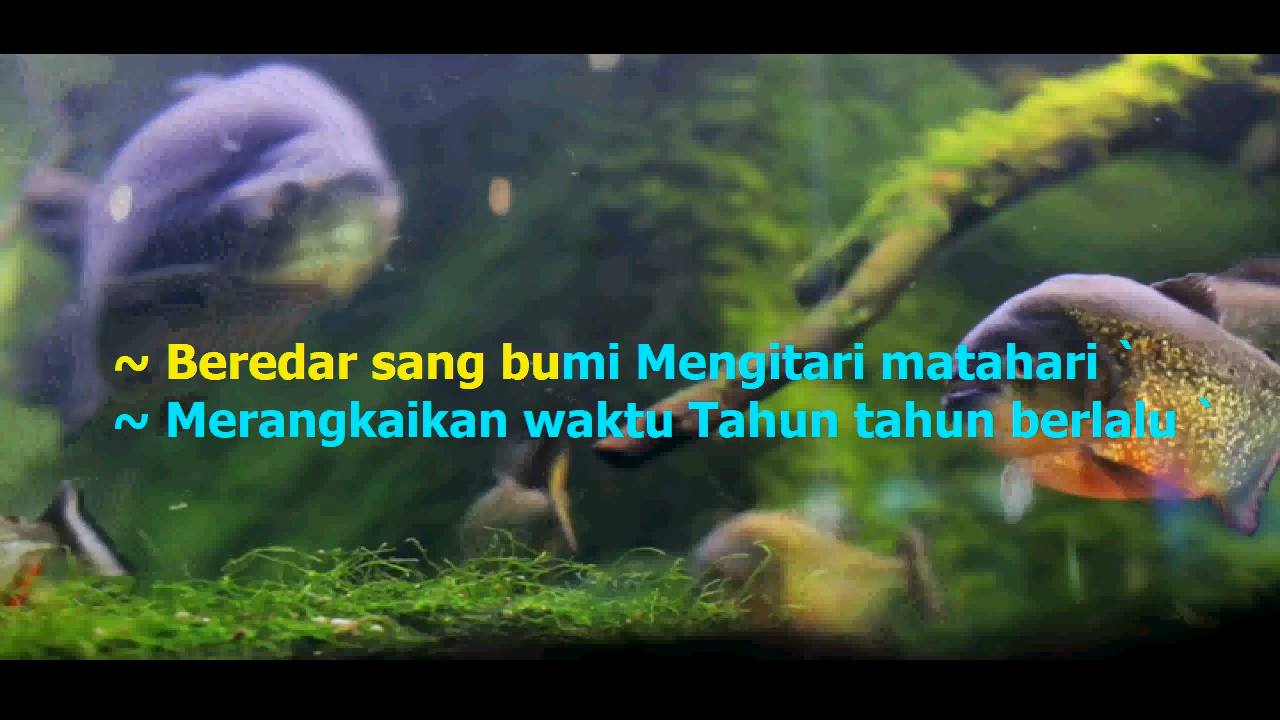 ~ Beredar sang bumi Mengitari matahari `
~ Merangkaikan waktu Tahun tahun berlalu `